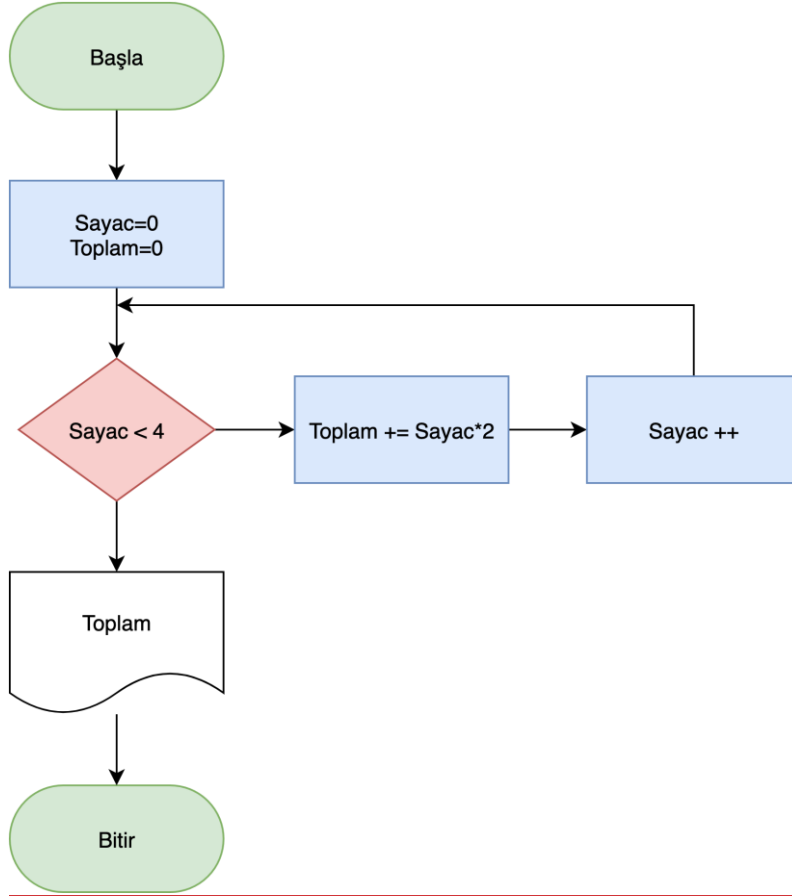 Başla
Sayac=0
Toplam=0
Sayac < 4
Toplam += Sayac*2
Sayac ++
Toplam
Bitir